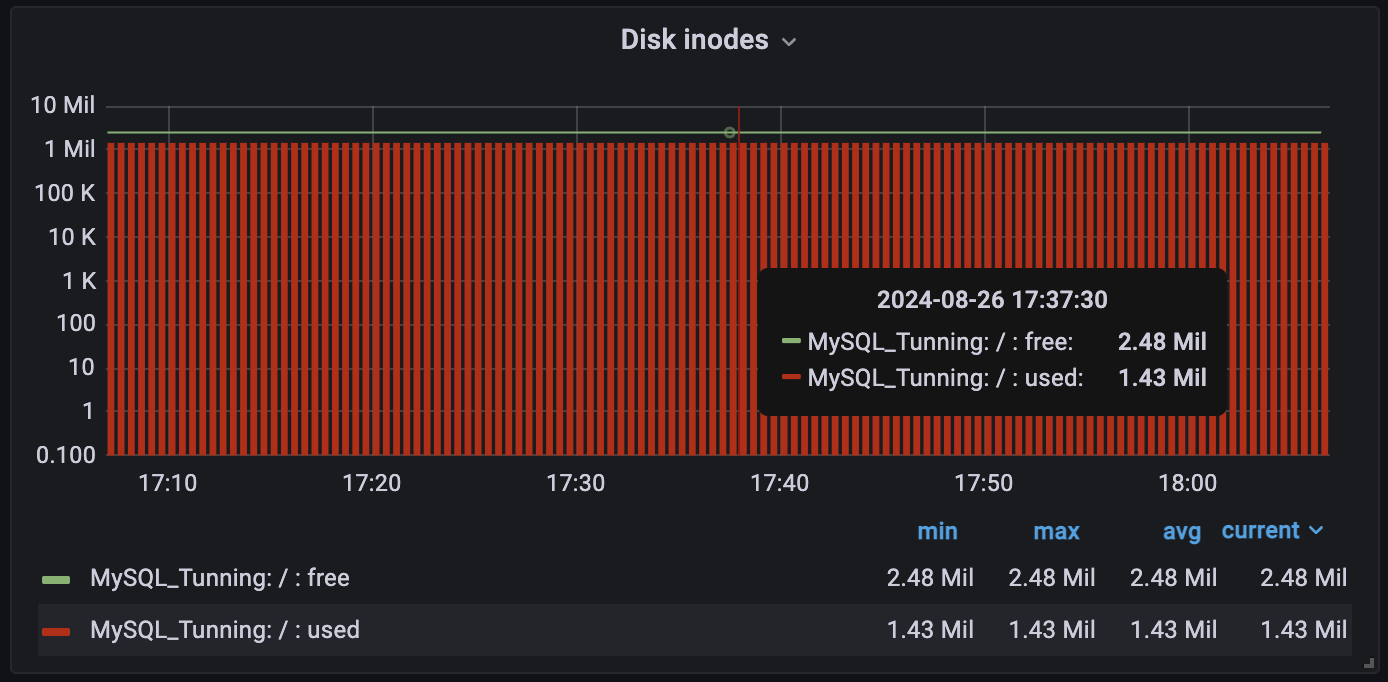 Disk inodes
10 Mil
1 Mil
100 K
10 K
1 K
100
10
1
0.100
17:10 17:20 17:30 17:40 17:50 18:00
2024-08-26 17:37:30
MySQL_Tunning: / : free: 2.48 Mil
MySQL_Tunning: / : used: 1.43 Mil
min max avg current
MySQL_Tunning: / : free 2.48 Mil 2.48 Mil 2.48 Mil 2.48 Mil
MySQL_Tunning: / : used 1.43 Mil 1.43 Mil 1.43 Mil 1.43 Mil